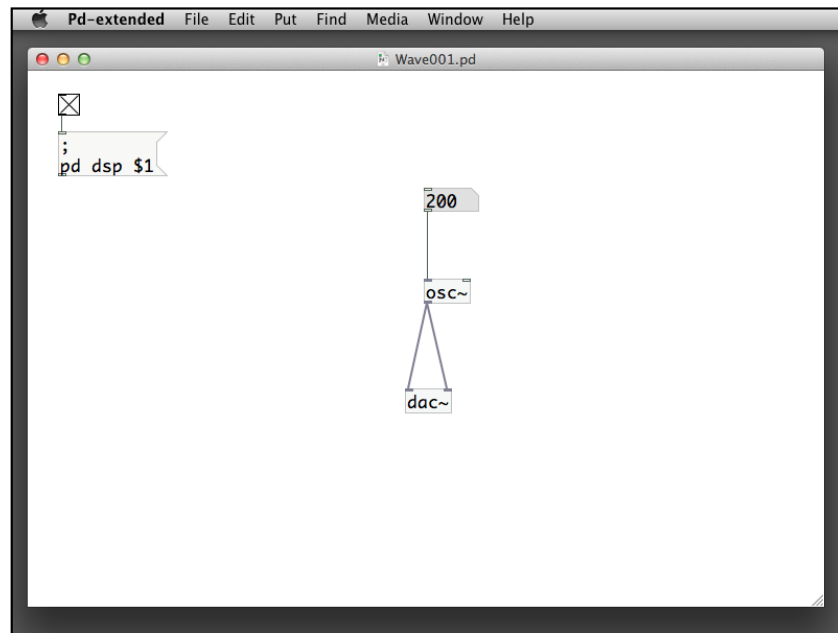 Pd-extended File Edit Put Find Media Window Help
Wave001.pd
;
pd dsp $1
200
osc~
dac~